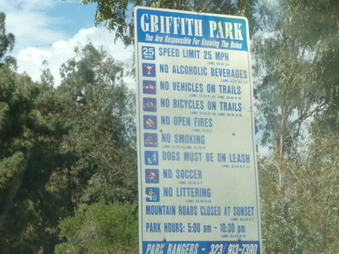 GRIFFITH PARK
You Are Responsible For Knowing The Rules
25 SPEED LIMIT 25 MPH
NO ALCOHOLIC BEVERAGES
NO VEHICLES ON TRAILS
NO BICYCLES ON TRAILS
NO OPEN FIRES
NO SMOKING
DOGS MUST BE ON LEASH
NO SOCCER
NO LITTERING
MOUNTAIN ROADS CLOSED AT SUNSET
PARK HOURS: 5:00 am - 10:30 pm
PARK RANGERS - 323/ 913-7390